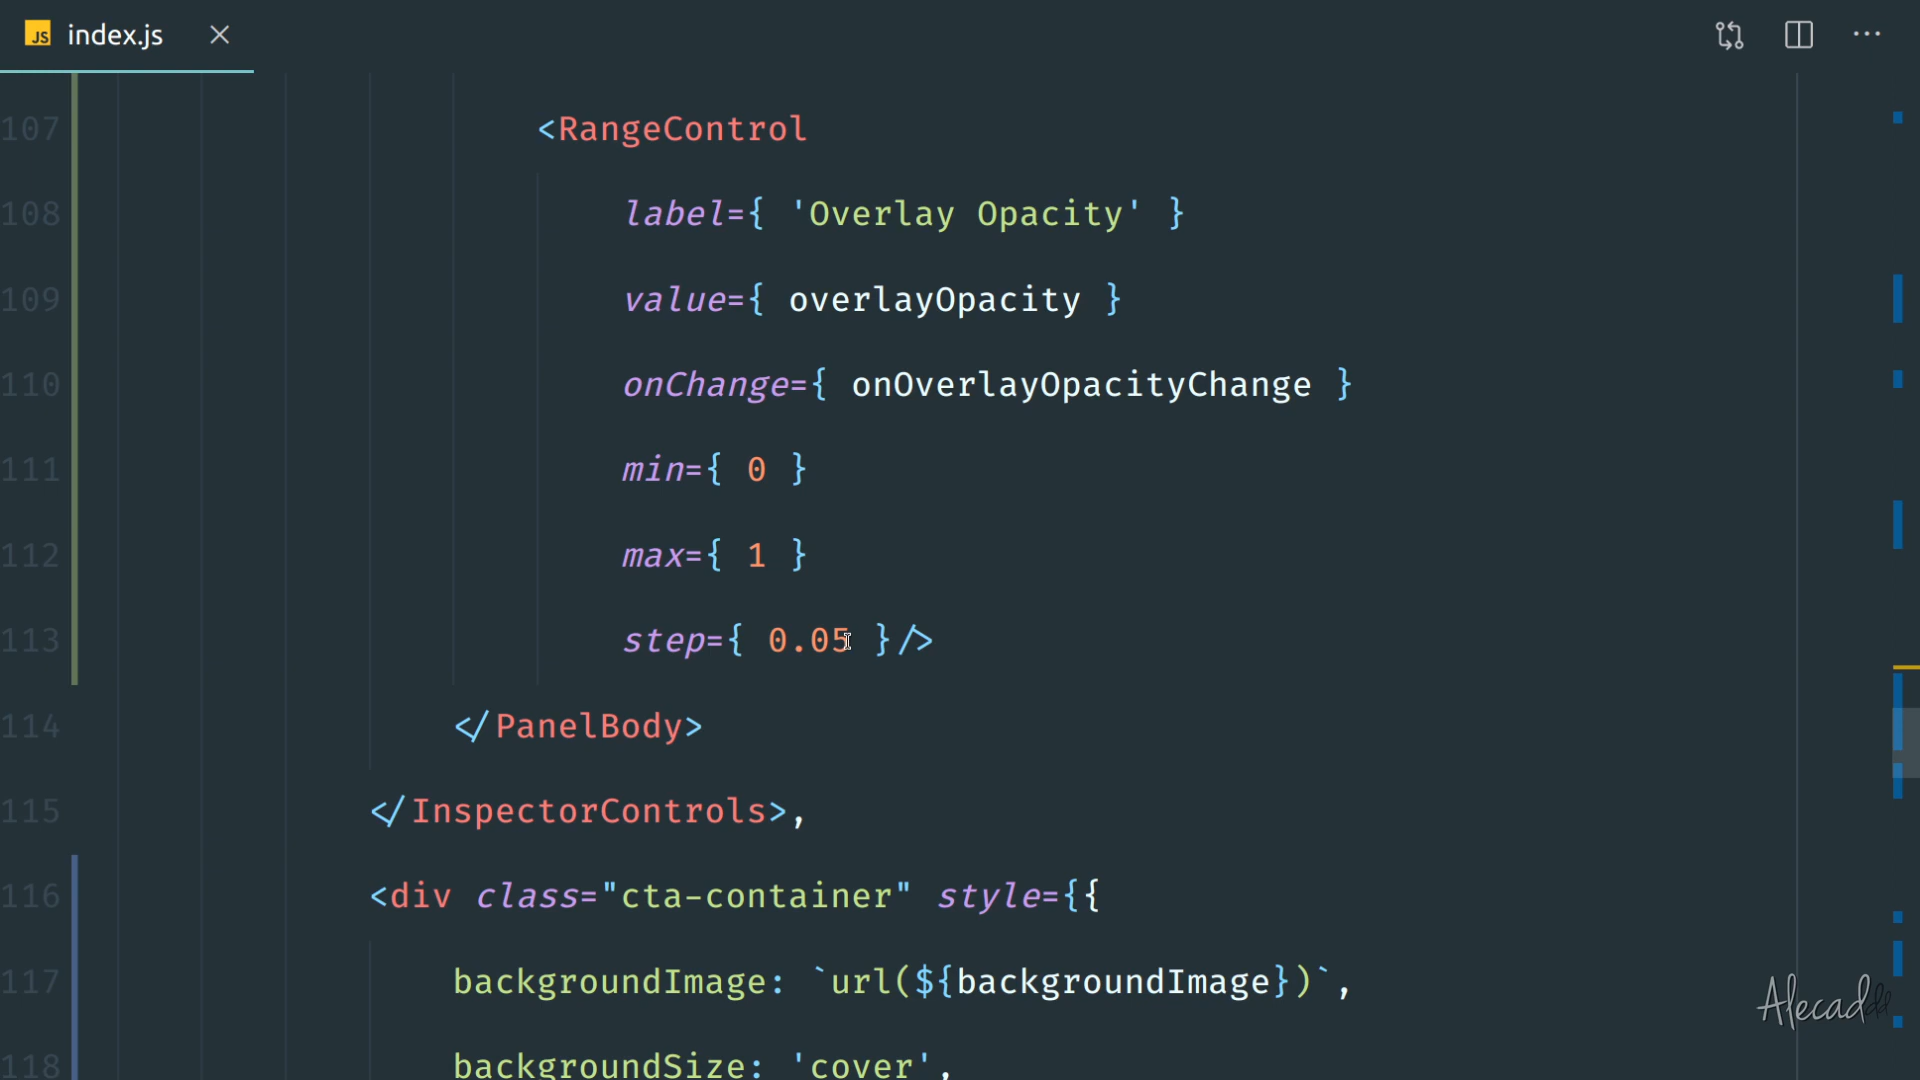 JS index.js
107 <RangeControl
108 label={ 'Overlay Opacity' }
109 value={ overlayOpacity }
110 onChange={ onOverlayOpacityChange }
111 min={ 0 }
112 max={ 1 }
113 step={ 0.05 }/>
114 </PanelBody>
115 </InspectorControls>,
116 <div class="cta-container" style={{
117 backgroundImage: `url(${backgroundImage})`,
118 backgroundSize: 'cover',
Alecaddd